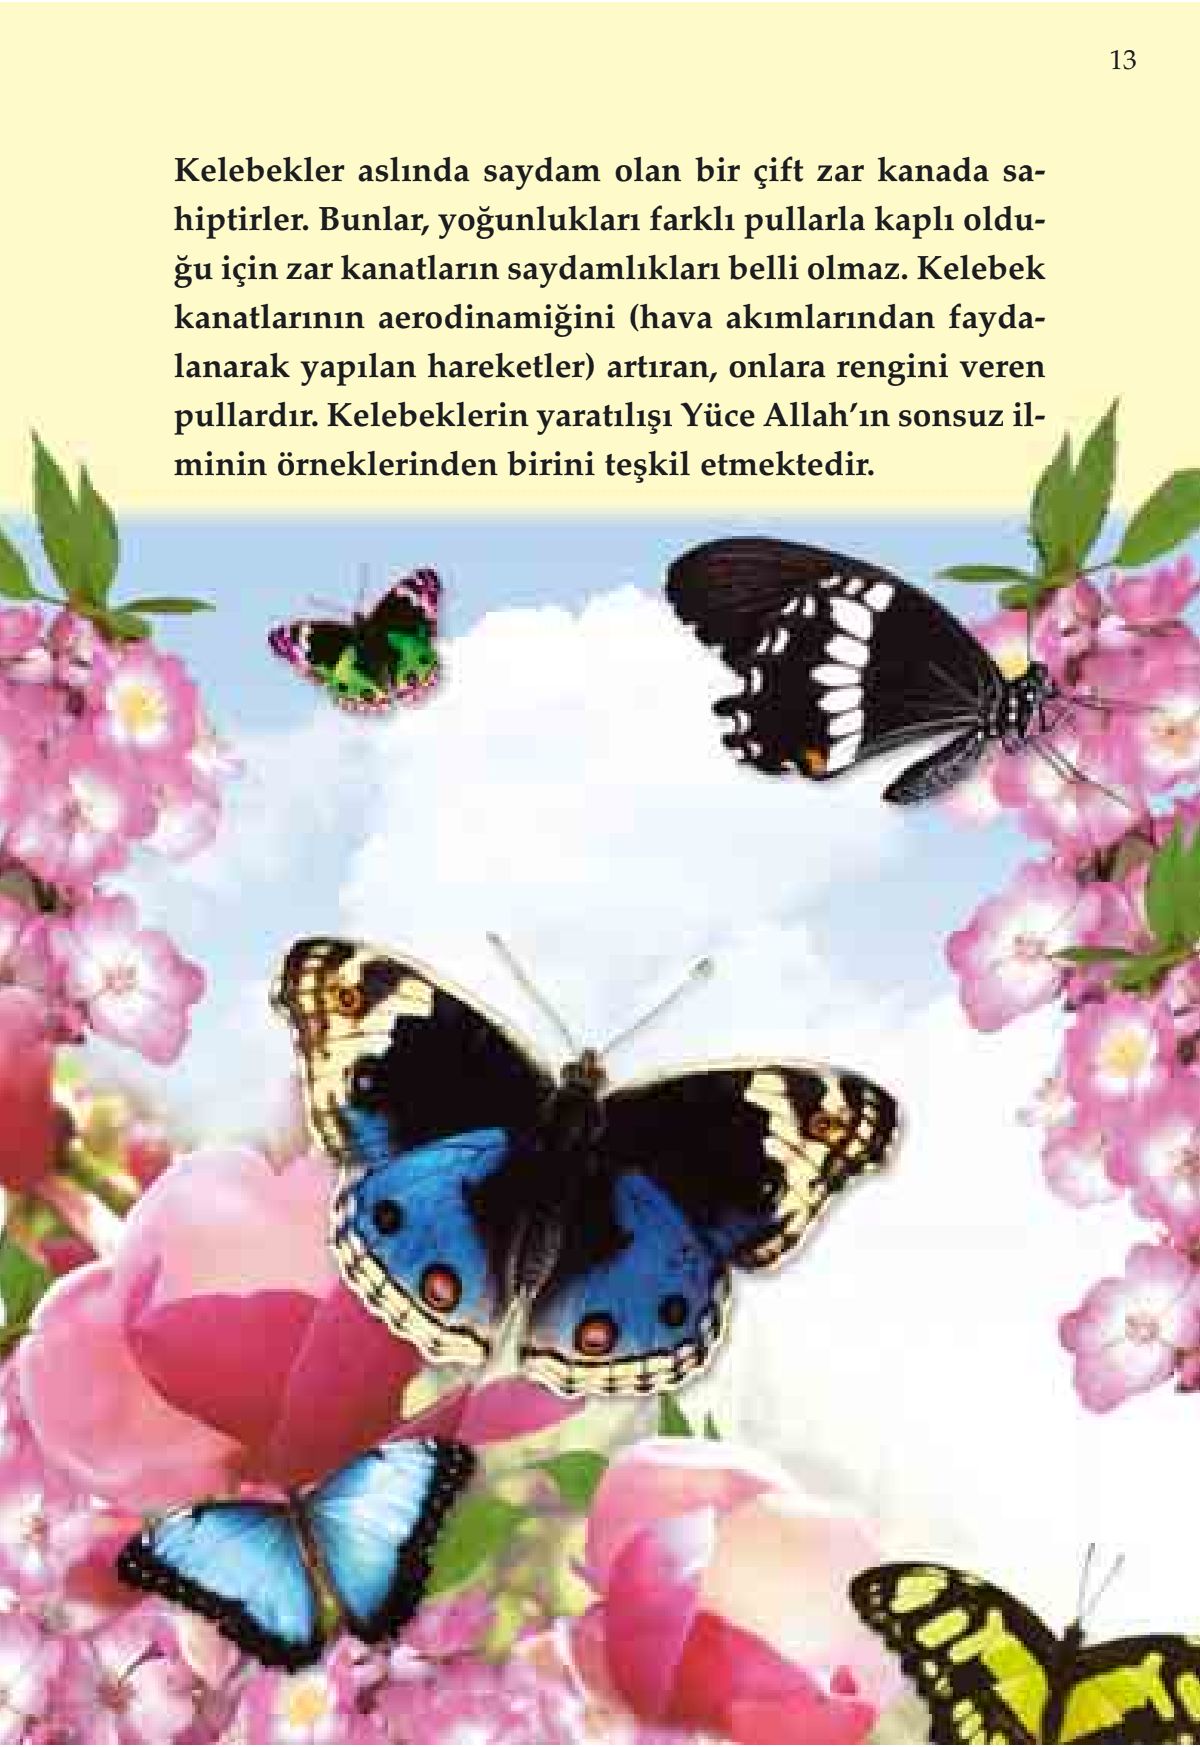 13
Kelebekler aslında saydam olan bir çift zar kanada sa-
hiptirler. Bunlar, yoğunlukları farklı pullarla kaplı oldu-
ğu için zar kanatların saydamlıkları belli olmaz. Kelebek
kanatlarının aerodinamiğini (hava akımlarından fayda-
lanarak yapılan hareketler) artıran, onlara rengini veren
pullardır. Kelebeklerin yaratılışı Yüce Allah’ın sonsuz il-
minin örneklerinden birini teşkil etmektedir.